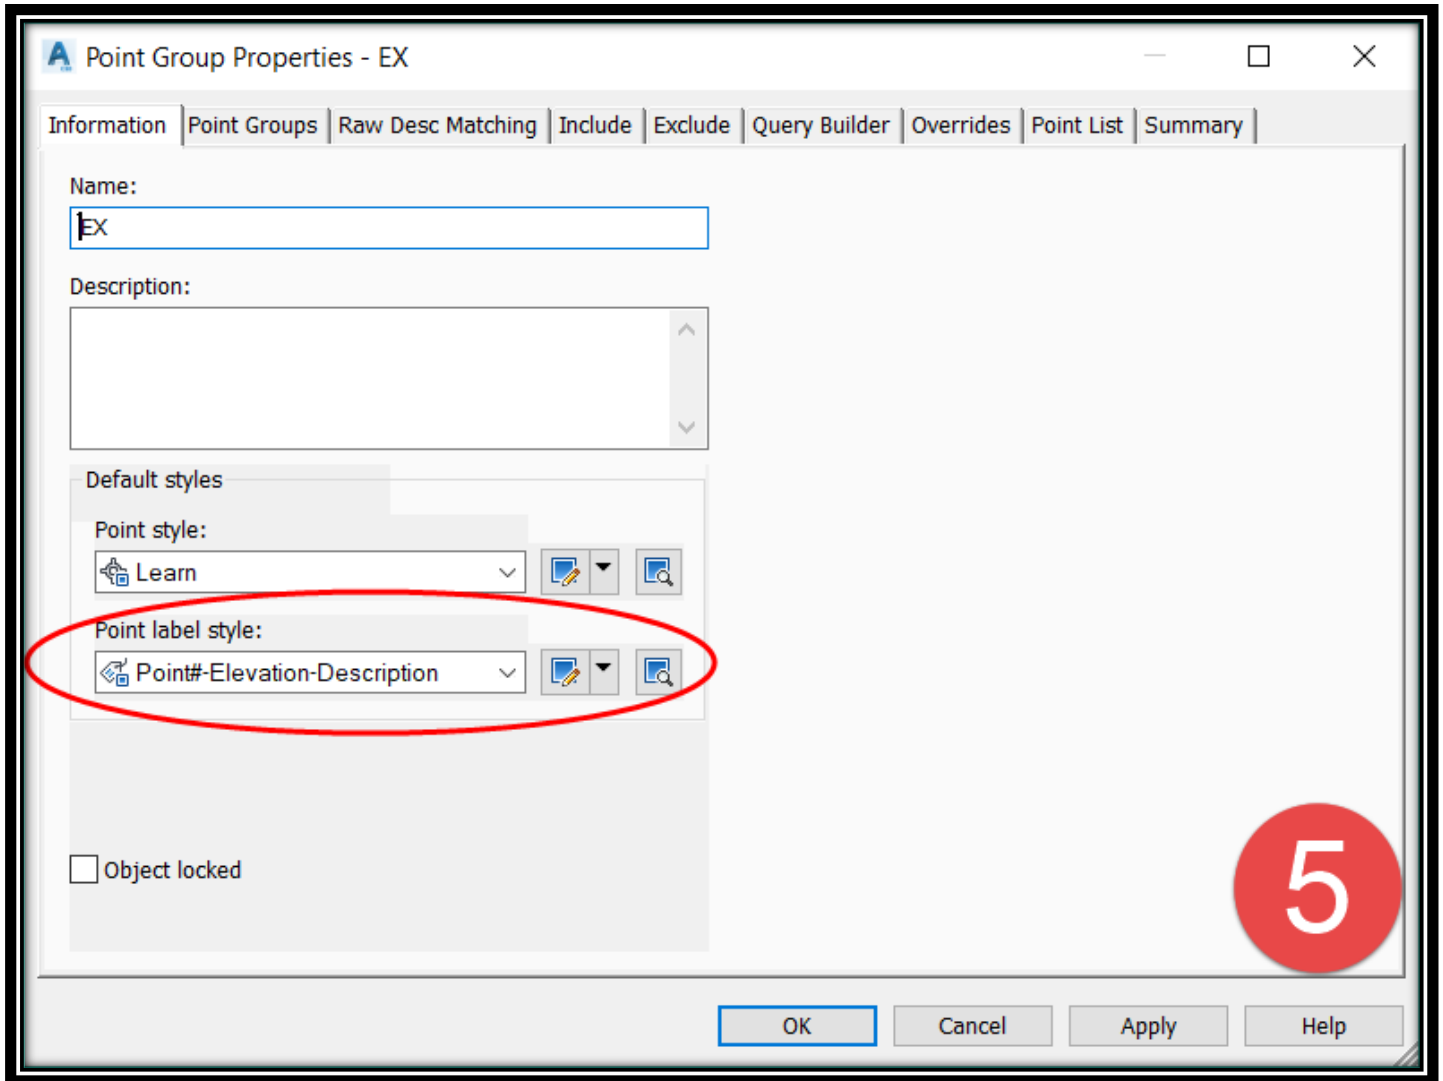 Point Group Properties - EX
Information Point Groups Raw Desc Matching Include Exclude Query Builder Overrides Point List Summary
Name:
EX
Description:
Default styles
Point style:
Learn
Point label style:
Point#-Elevation-Description
Object locked
5
OK Cancel Apply Help